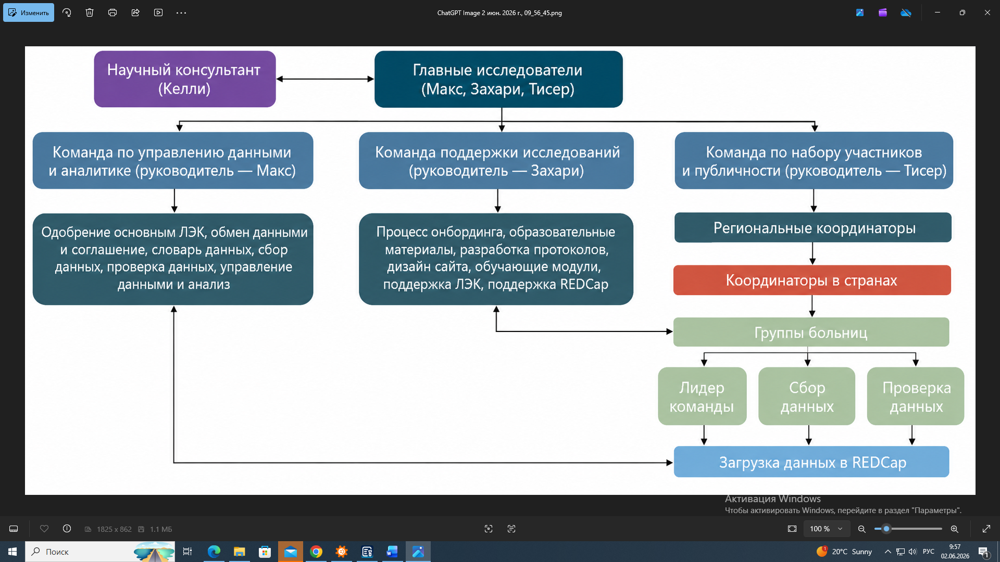 Изменить
ChatGPT Image 2 июн. 2026 г., 09_56_45.png
Научный консультант
(Келли)
Главные исследователи
(Макс, Захари, Тисер)
Команда по управлению данными
и аналитике (руководитель — Макс)
Команда поддержки исследований
(руководитель — Захари)
Команда по набору участников
и публичности (руководитель — Тисер)
Одобрение основным ЛЭК, обмен данными
и соглашение, словарь данных, сбор
данных, проверка данных, управление
данными и анализ
Процесс онбординга, образовательные
материалы, разработка протоколов,
дизайн сайта, обучающие модули,
поддержка ЛЭК, поддержка REDCap
Региональные координаторы
Координаторы в странах
Группы больниц
Лидер
команды
Сбор
данных
Проверка
данных
Загрузка данных в REDCap
Активация Windows
Чтобы активировать Windows, перейдите в раздел "Параметры".
1825 x 862
1.1 МБ
100 %
Поиск
1
20°C Sunny
РУС
9:57
02.06.2026
1